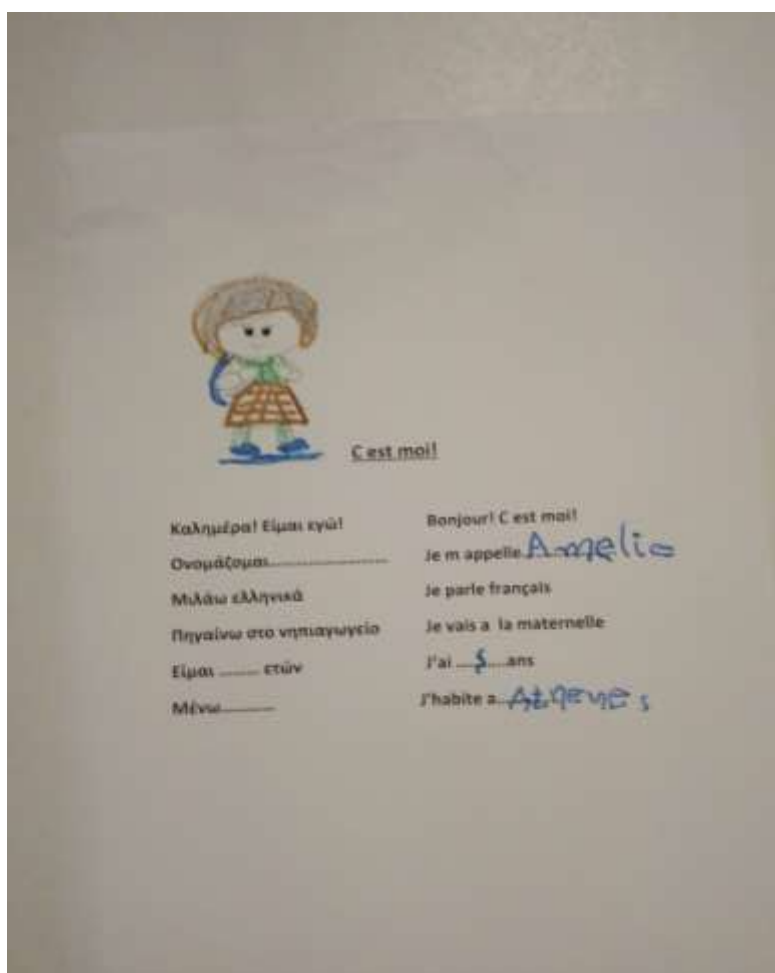 C est moi!
Καλημέρα! Είμαι εγώ!
Ονομάζομαι..............................
Μιλάω ελληνικά
Πηγαίνω στο νηπιαγωγείο
Είμαι .......... ετών
Μένω.............
Bonjour! C est moi!
Je m appelle Amelia
Je parle français
Je vais a la maternelle
J'ai ....5....ans
J'habite a...Athenes